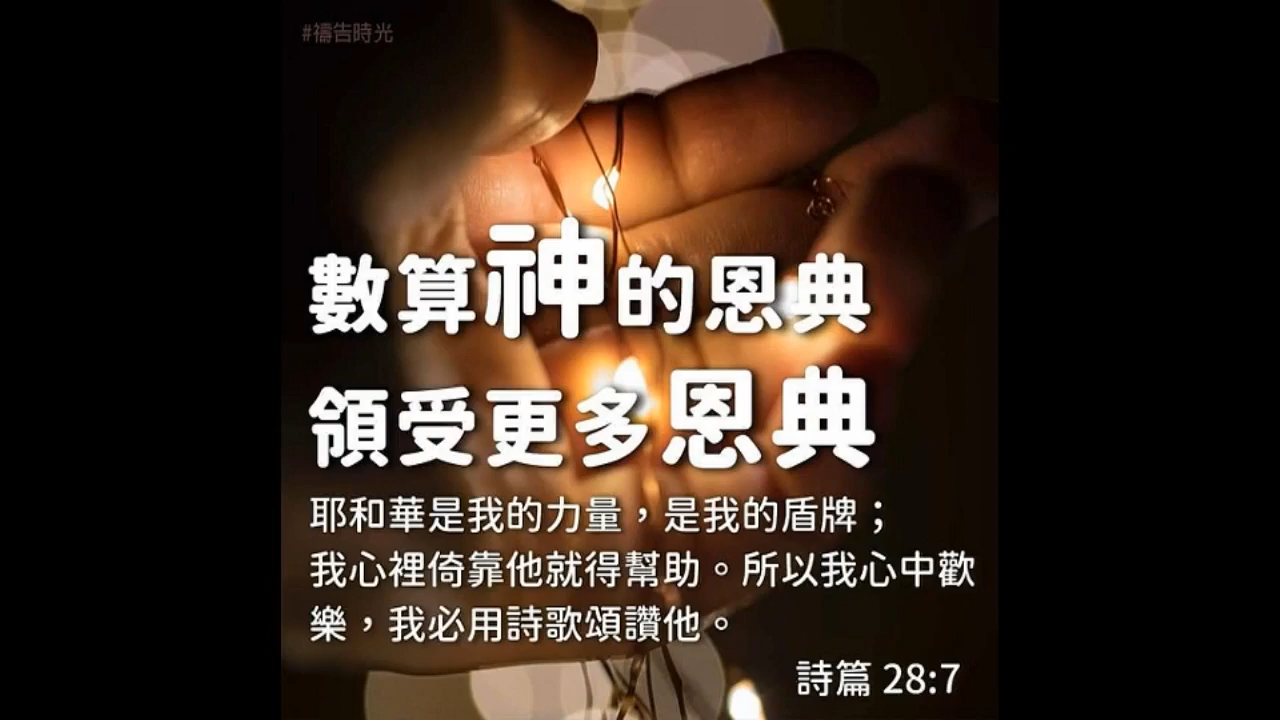 #禱告時光
數算神的恩典
領受更多恩典
耶和華是我的力量，是我的盾牌；
我心裡倚靠他就得幫助。所以我心中歡
樂，我必用詩歌頌讚他。
詩篇 28:7